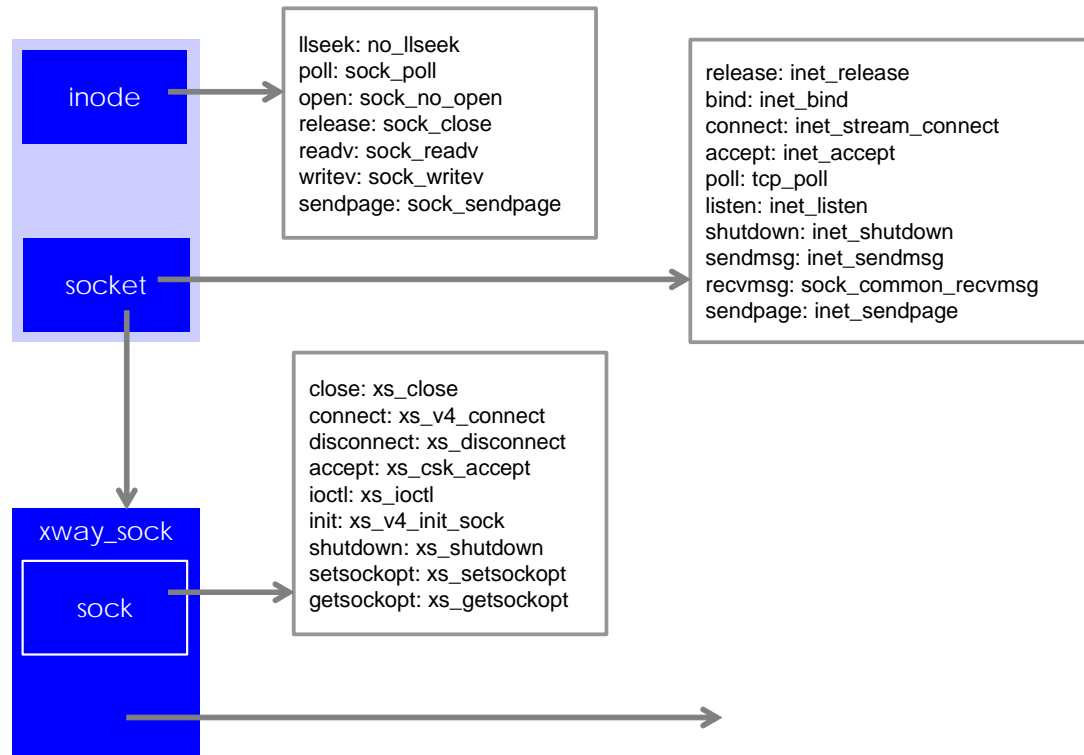 inode
llseek: no_llseek
poll: sock_poll
open: sock_no_open
release: sock_close
readv: sock_readv
writev: sock_writev
sendpage: sock_sendpage
release: inet_release
bind: inet_bind
connect: inet_stream_connect
accept: inet_accept
poll: tcp_poll
listen: inet_listen
shutdown: inet_shutdown
sendmsg: inet_sendmsg
recvmsg: sock_common_recvmsg
sendpage: inet_sendpage
socket
close: xs_close
connect: xs_v4_connect
disconnect: xs_disconnect
accept: xs_csk_accept
ioctl: xs_ioctl
init: xs_v4_init_sock
shutdown: xs_shutdown
setsockopt: xs_setsockopt
getsockopt: xs_getsockopt
xway_sock
sock